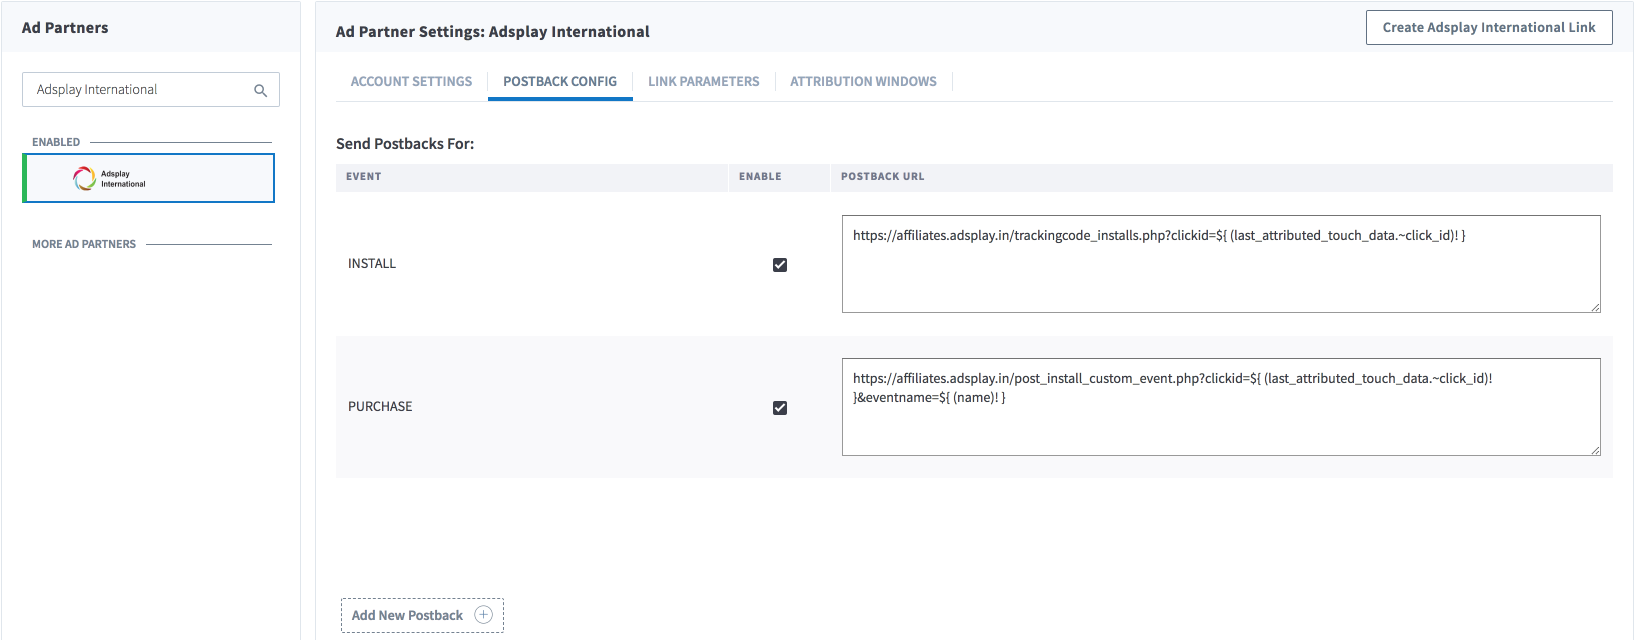 Ad Partners
Adsplay International
ENABLED
Adsplay
International
MORE AD PARTNERS
Ad Partner Settings: Adsplay International
Create Adsplay International Link
ACCOUNT SETTINGS
POSTBACK CONFIG
LINK PARAMETERS
ATTRIBUTION WINDOWS
Send Postbacks For:
EVENT
ENABLE
POSTBACK URL
INSTALL
https://affiliates.adsplay.in/trackingcode_installs.php?clickid=${ (last_attributed_touch_data.~click_id)! }
PURCHASE
https://affiliates.adsplay.in/post_install_custom_event.php?clickid=${ (last_attributed_touch_data.~click_id)!
}&eventname=${ (name)! }
Add New Postback